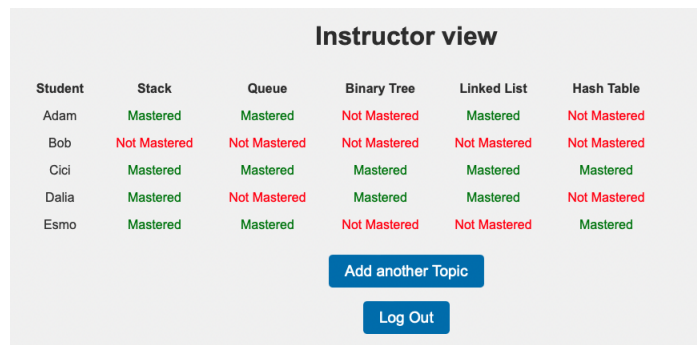 Instructor view
Student Stack Queue Binary Tree Linked List Hash Table
Adam Mastered Mastered Not Mastered Mastered Not Mastered
Bob Not Mastered Not Mastered Not Mastered Not Mastered Not Mastered
Cici Mastered Mastered Mastered Mastered Mastered
Dalia Mastered Not Mastered Mastered Mastered Not Mastered
Esmo Mastered Mastered Not Mastered Not Mastered Mastered
Add another Topic
Log Out